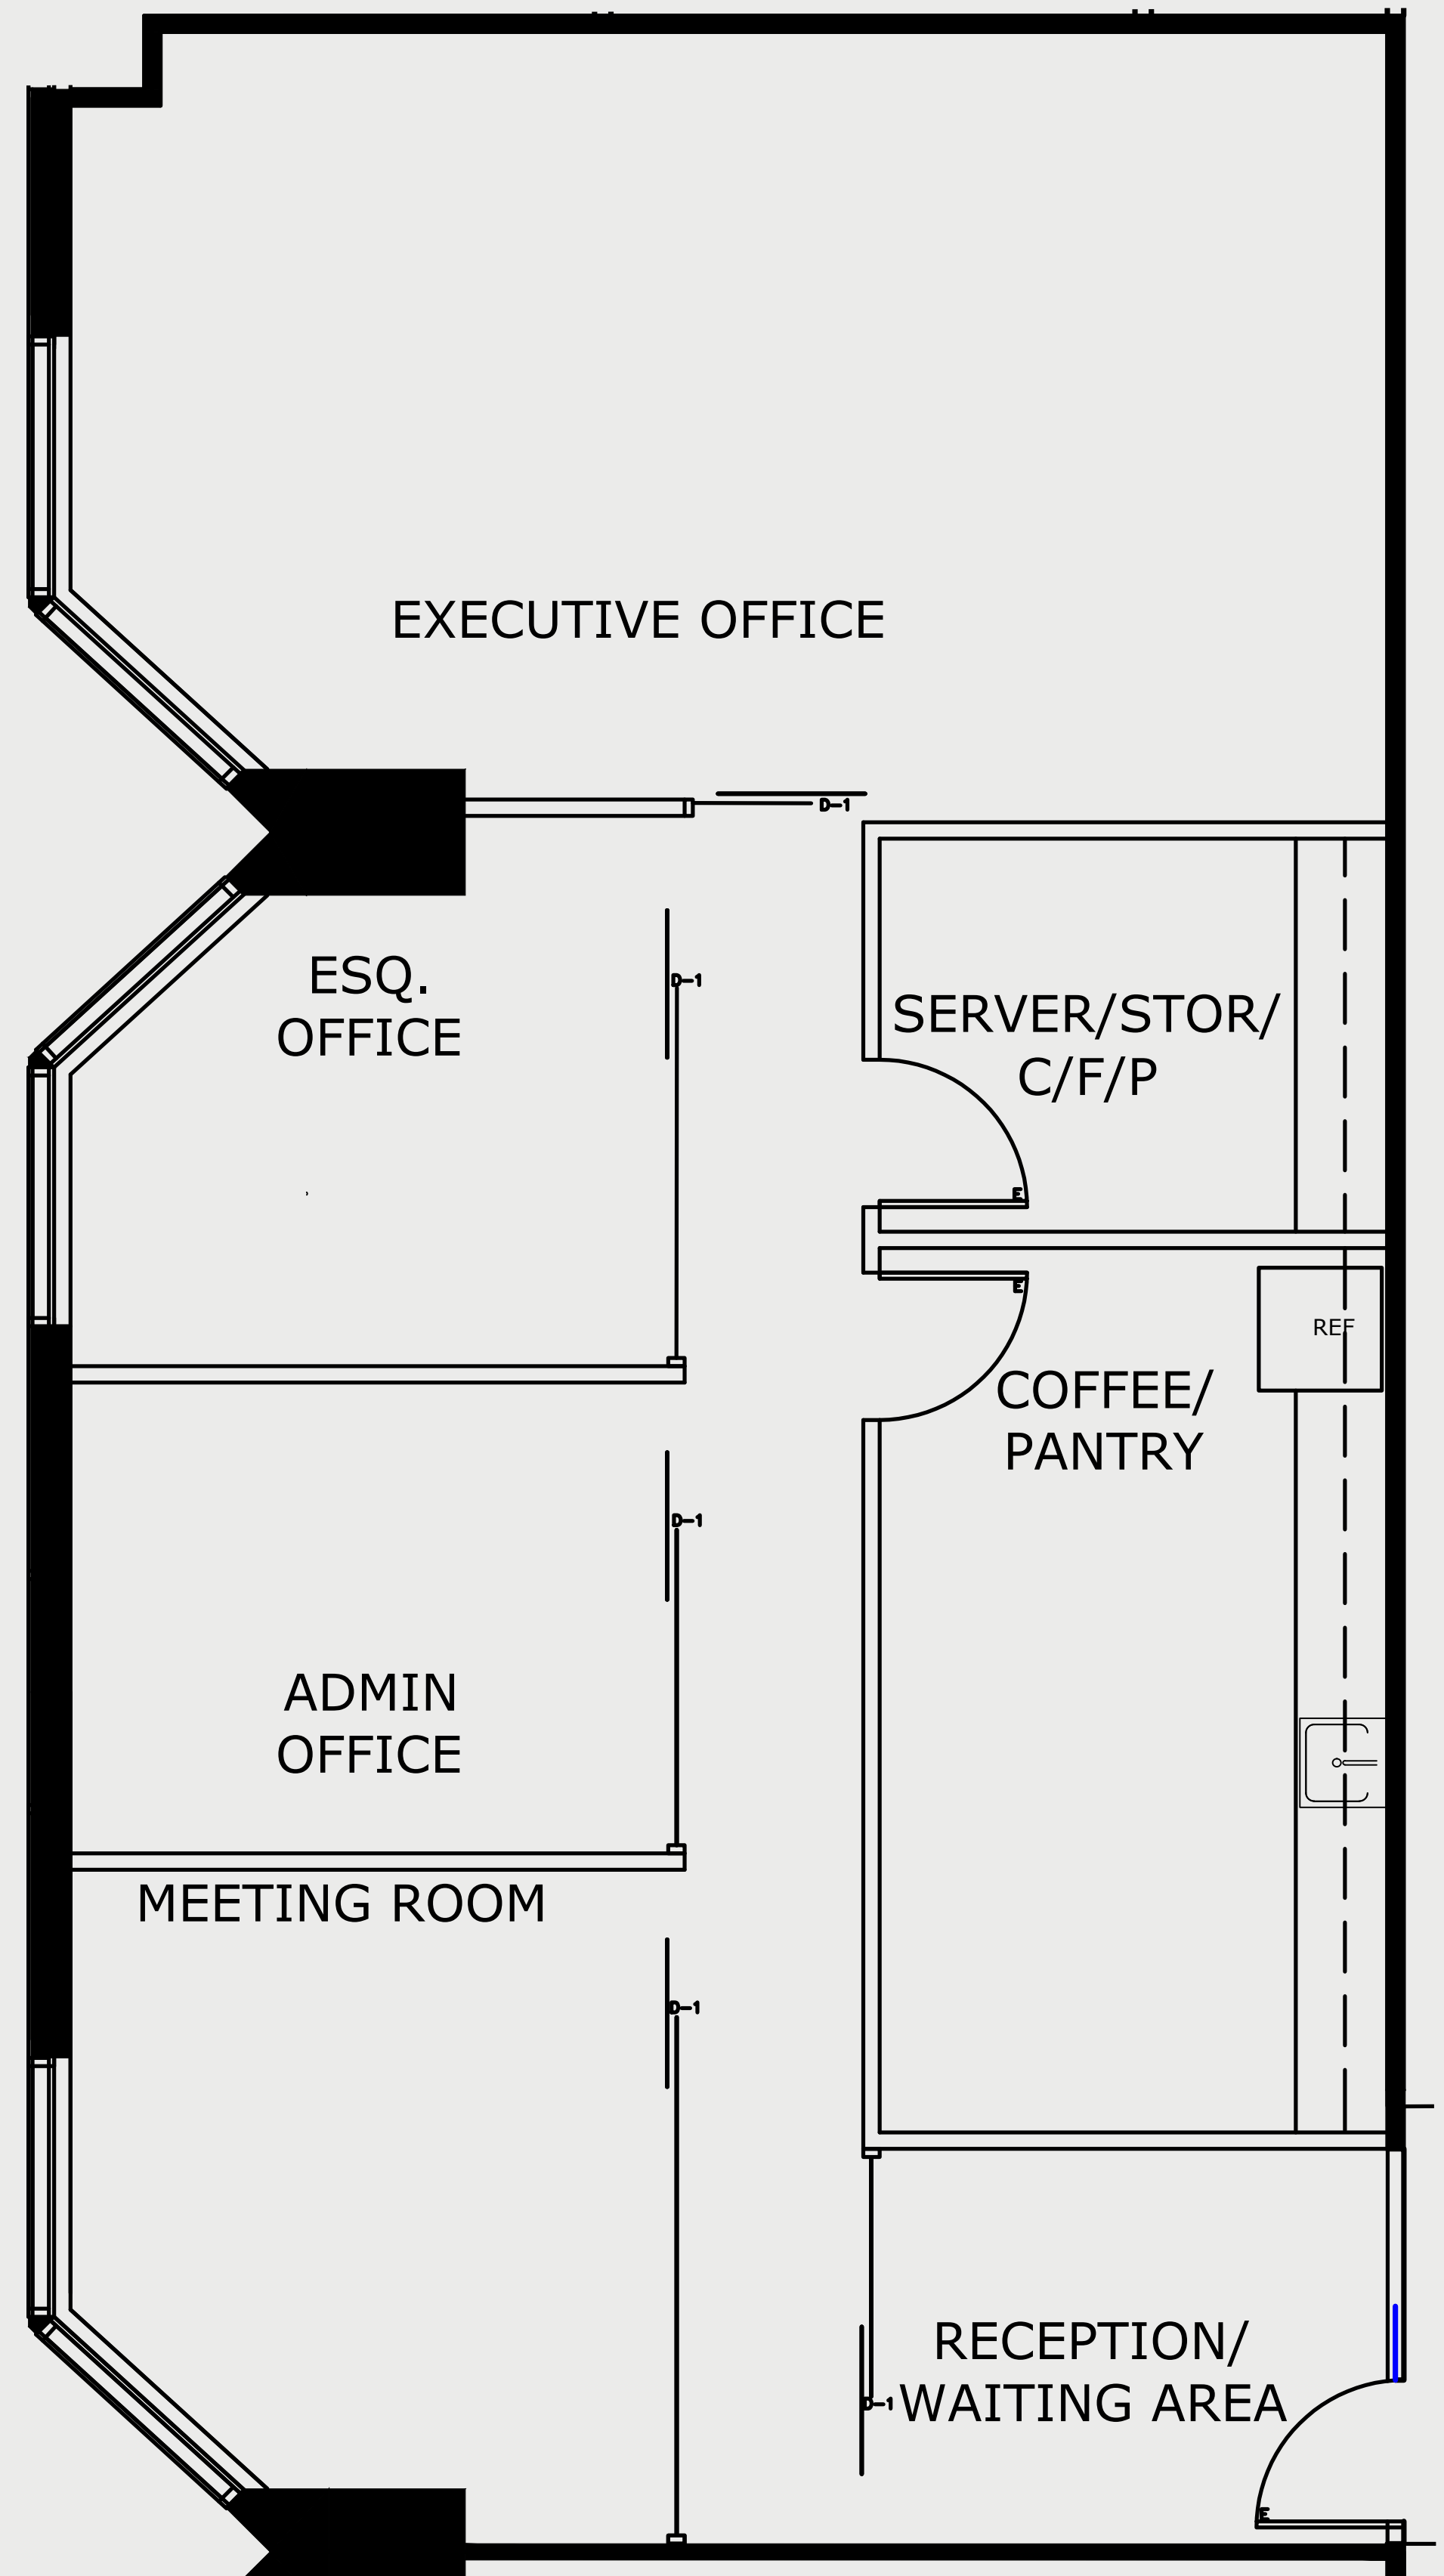 EXECUTIVE OFFICE
D-1
ESQ.
OFFICE
D-1
SERVER/STOR/
C/F/P
E
E
REF
COFFEE/
PANTRY
D-1
ADMIN
OFFICE
MEETING ROOM
D-1
RECEPTION/
WAITING AREA
D-1
E